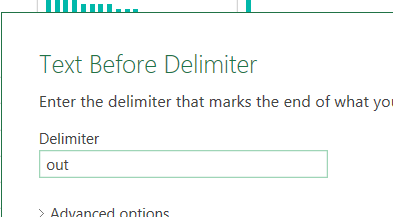 Text Before Delimiter
Enter the delimiter that marks the end of what you
Delimiter
out
Advanced options